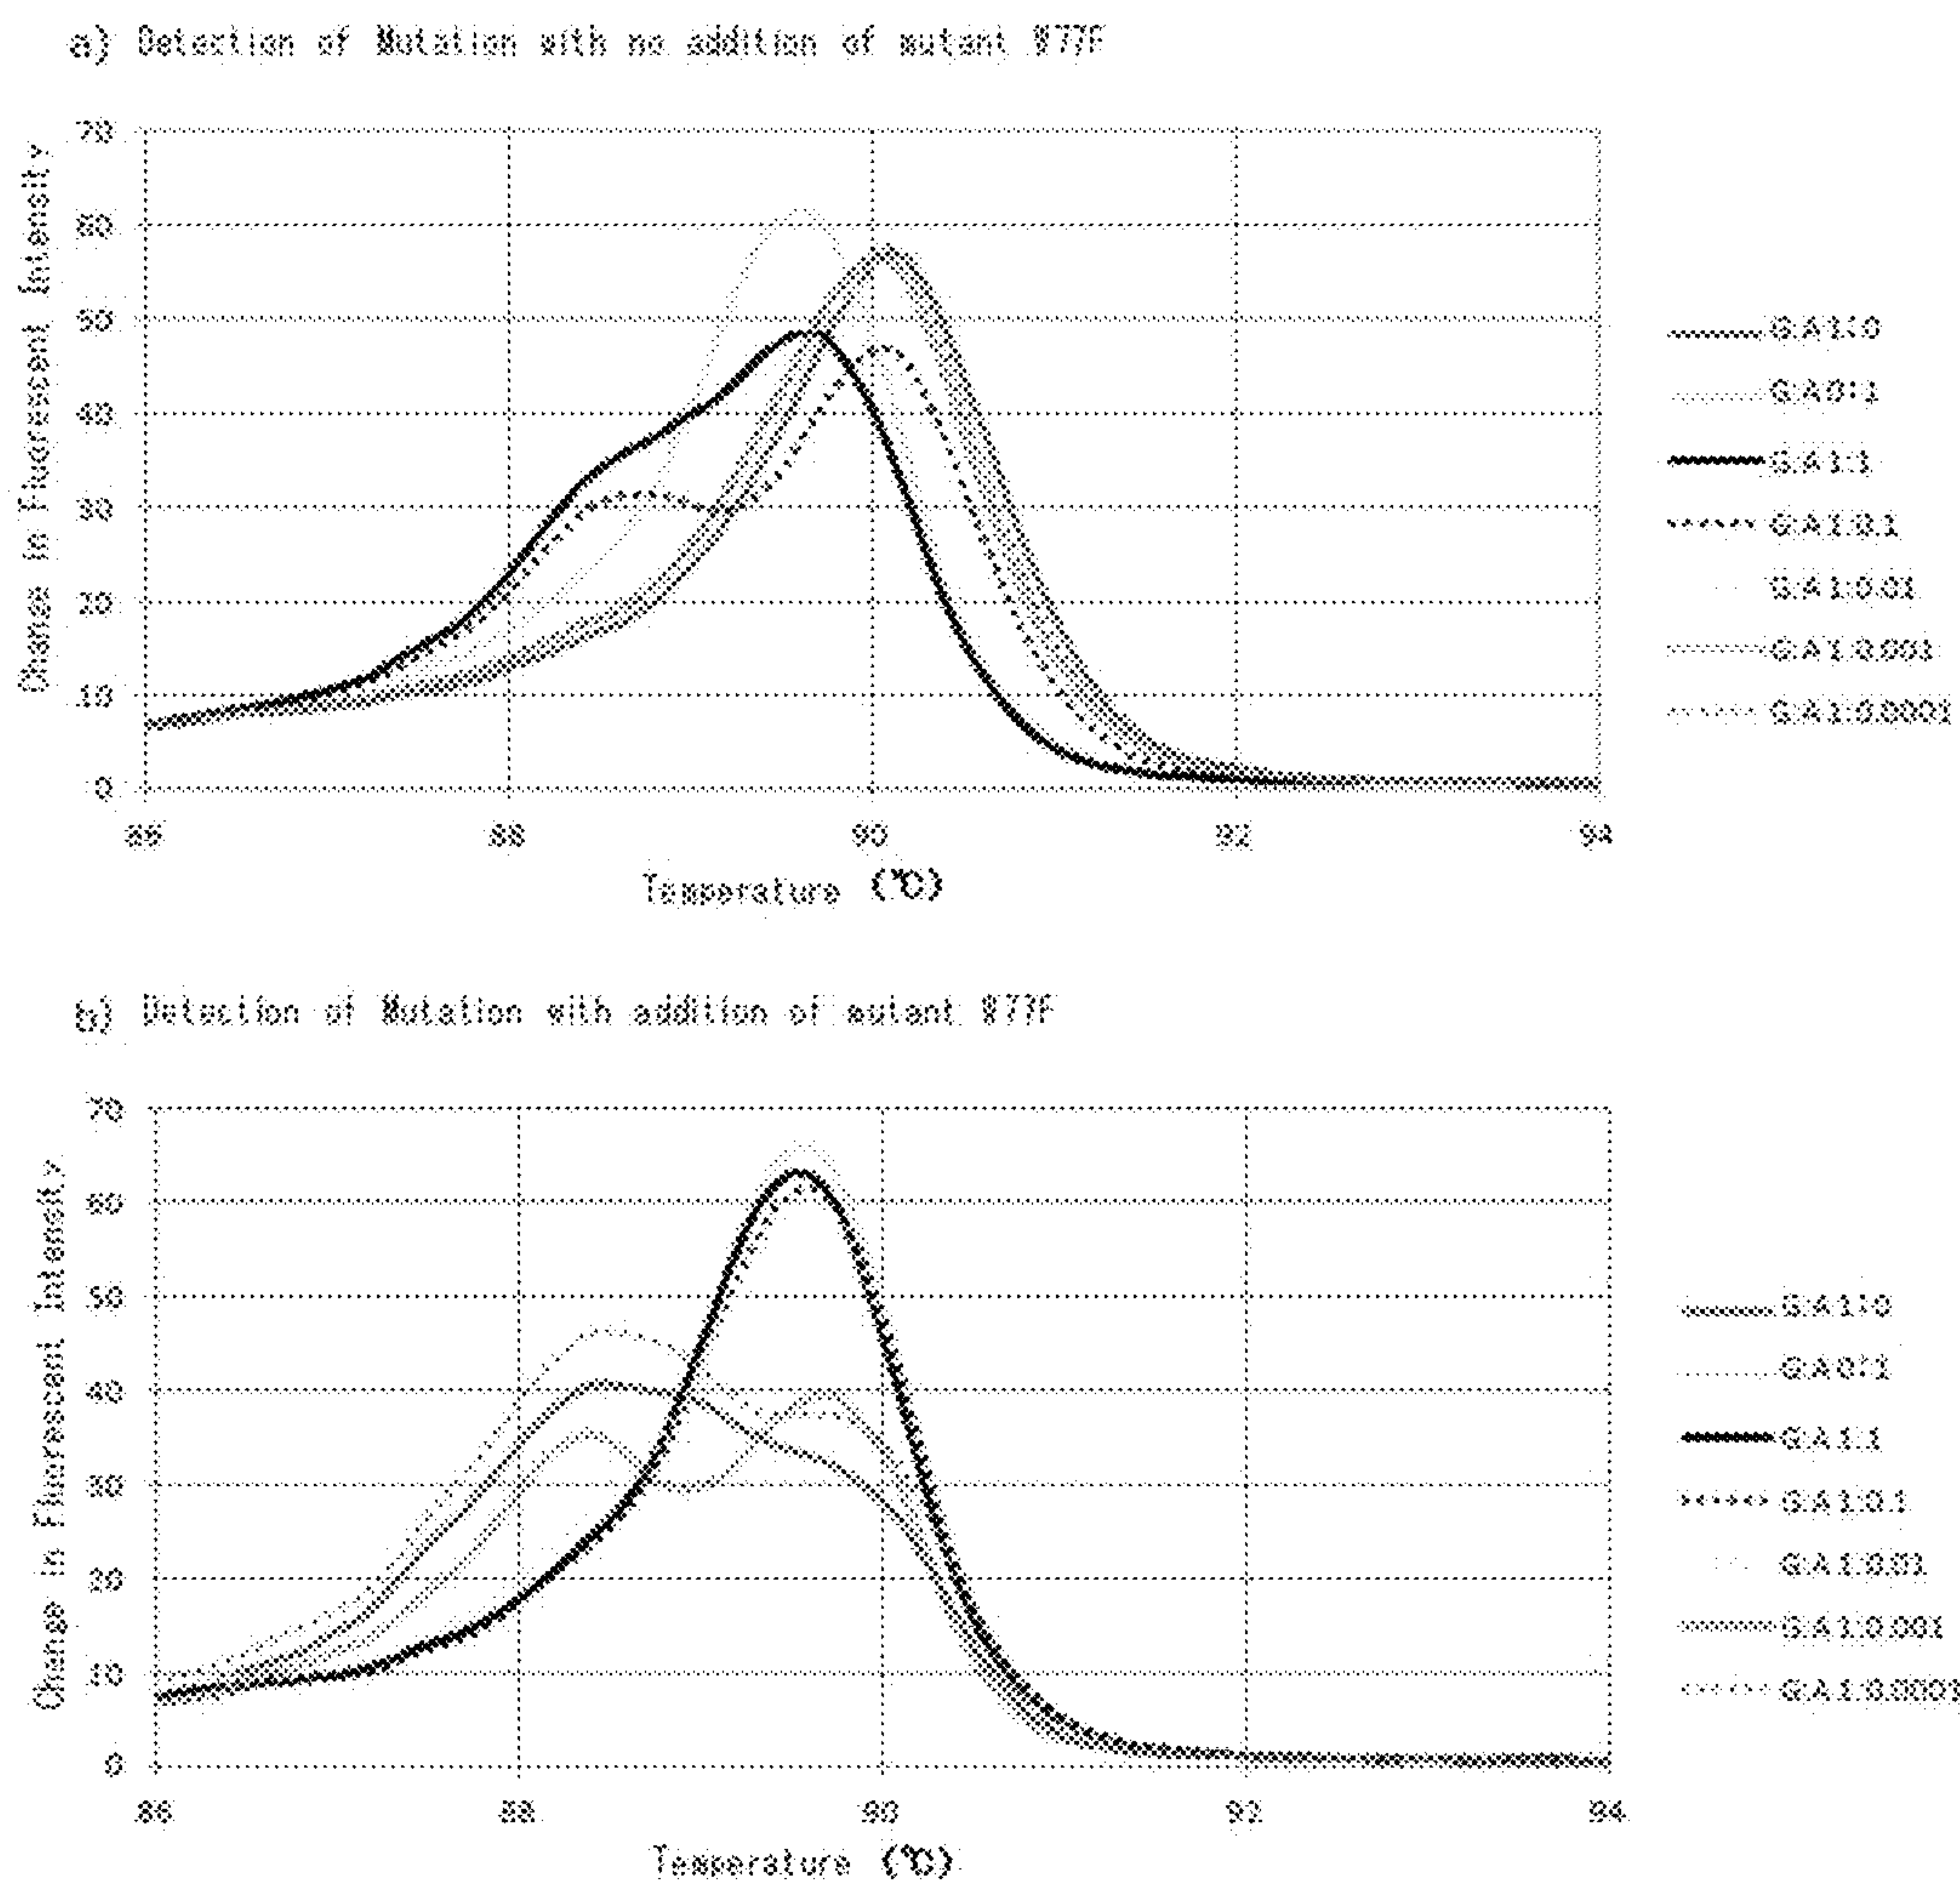 a) Detection of Mutation with no addition of mutant V77F
Change in Fluorescent Intensity
70
60
50
40
30
20
10
0
86
88
90
92
94
Temperature (℃)
G:A 1:0
G:A 0:1
G:A 1:1
G:A 1:0.1
G:A 1:0.01
G:A 1:0.001
G:A 1:0.0001
b) Detection of Mutation with addition of mutant V77F
Change in Fluorescent Intensity
70
60
50
40
30
20
10
0
86
88
90
92
94
Temperature (℃)
G:A 1:0
G:A 0:1
G:A 1:1
G:A 1:0.1
G:A 1:0.01
G:A 1:0.001
G:A 1:0.0001